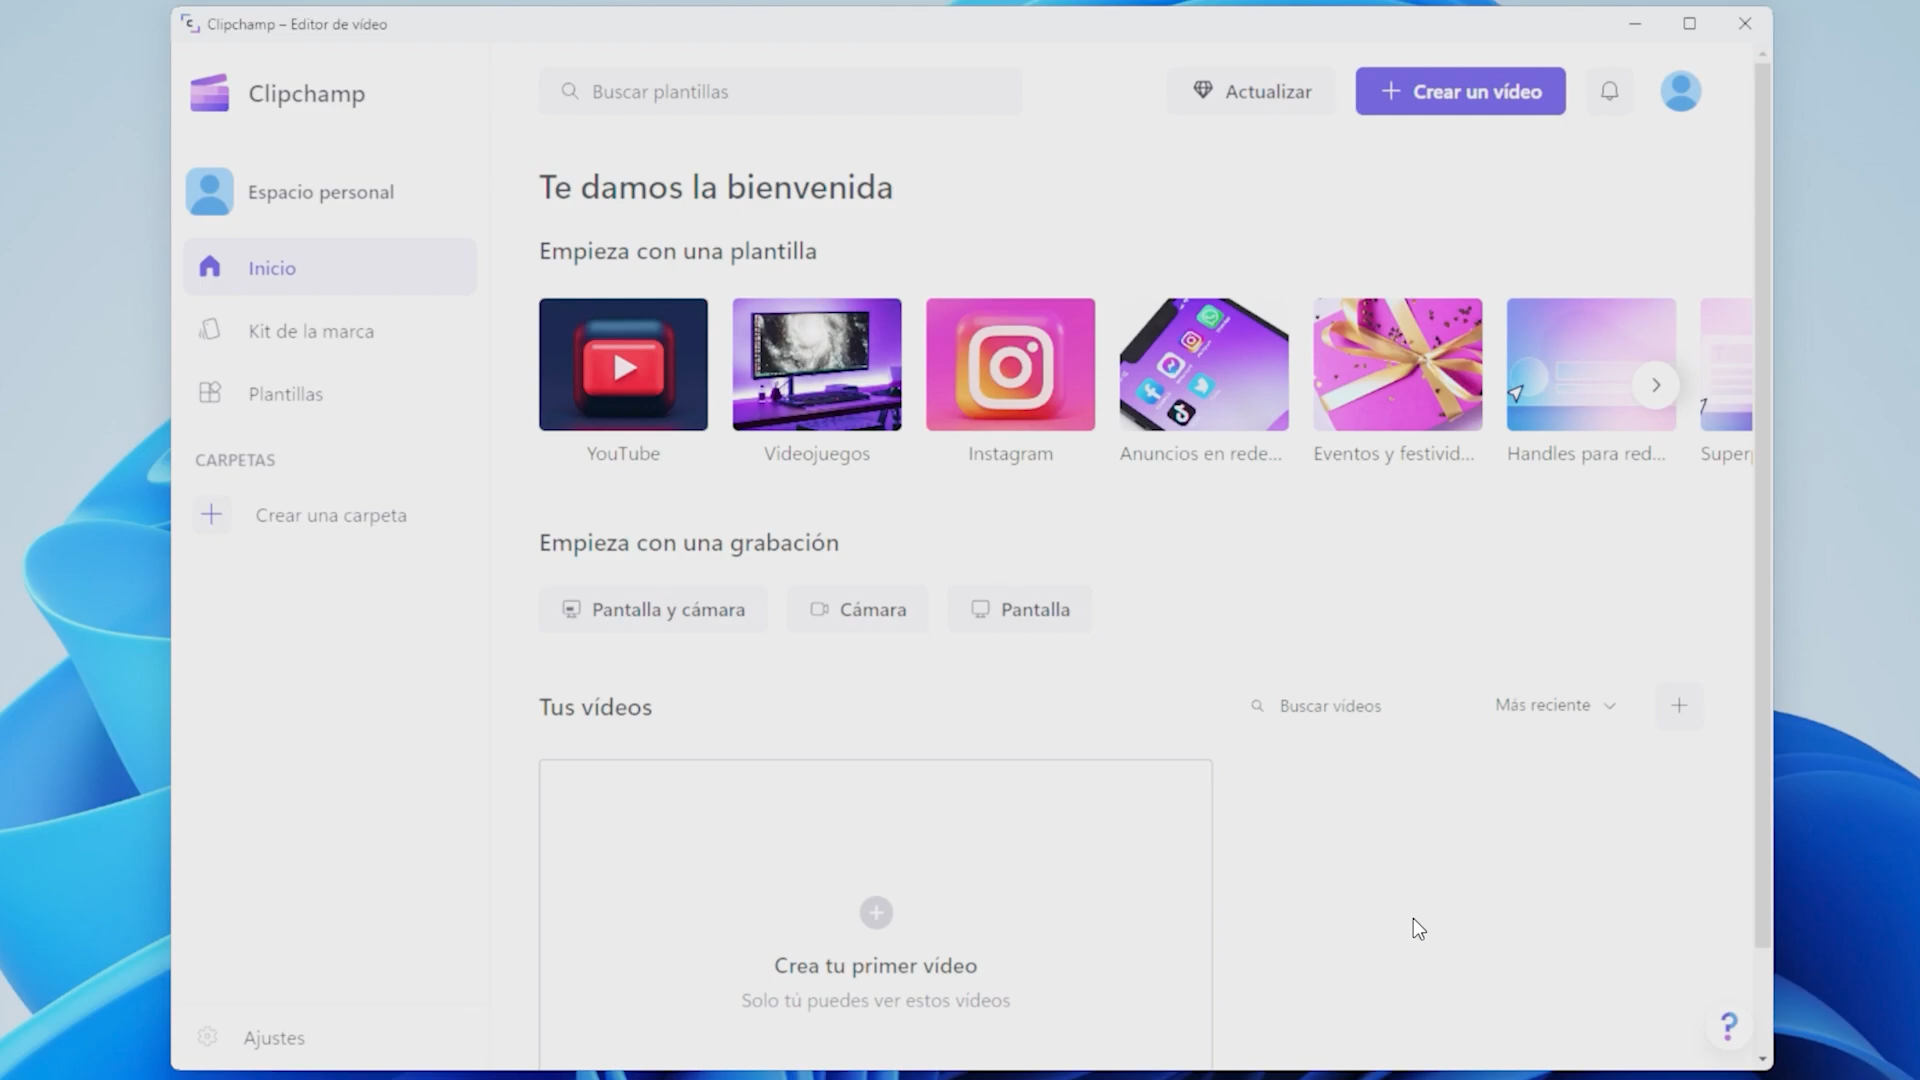 Clipchamp – Editor de vídeo
Clipchamp
Buscar plantillas
Actualizar
Crear un vídeo
Espacio personal
Inicio
Kit de la marca
Plantillas
CARPETAS
Crear una carpeta
Ajustes
Te damos la bienvenida
Empieza con una plantilla
YouTube
Videojuegos
Instagram
Anuncios en rede...
Eventos y festivid...
Handles para red...
Super
Empieza con una grabación
Pantalla y cámara
Cámara
Pantalla
Tus vídeos
Buscar vídeos
Más reciente
Crea tu primer vídeo
Solo tú puedes ver estos vídeos
?